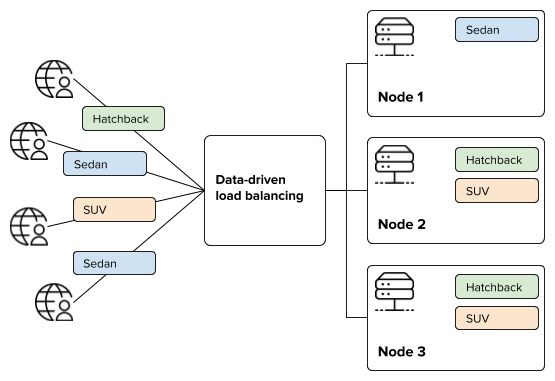 Hatchback
Sedan
SUV
Sedan
Data-driven
load balancing
Sedan
Node 1
Hatchback
SUV
Node 2
Hatchback
SUV
Node 3